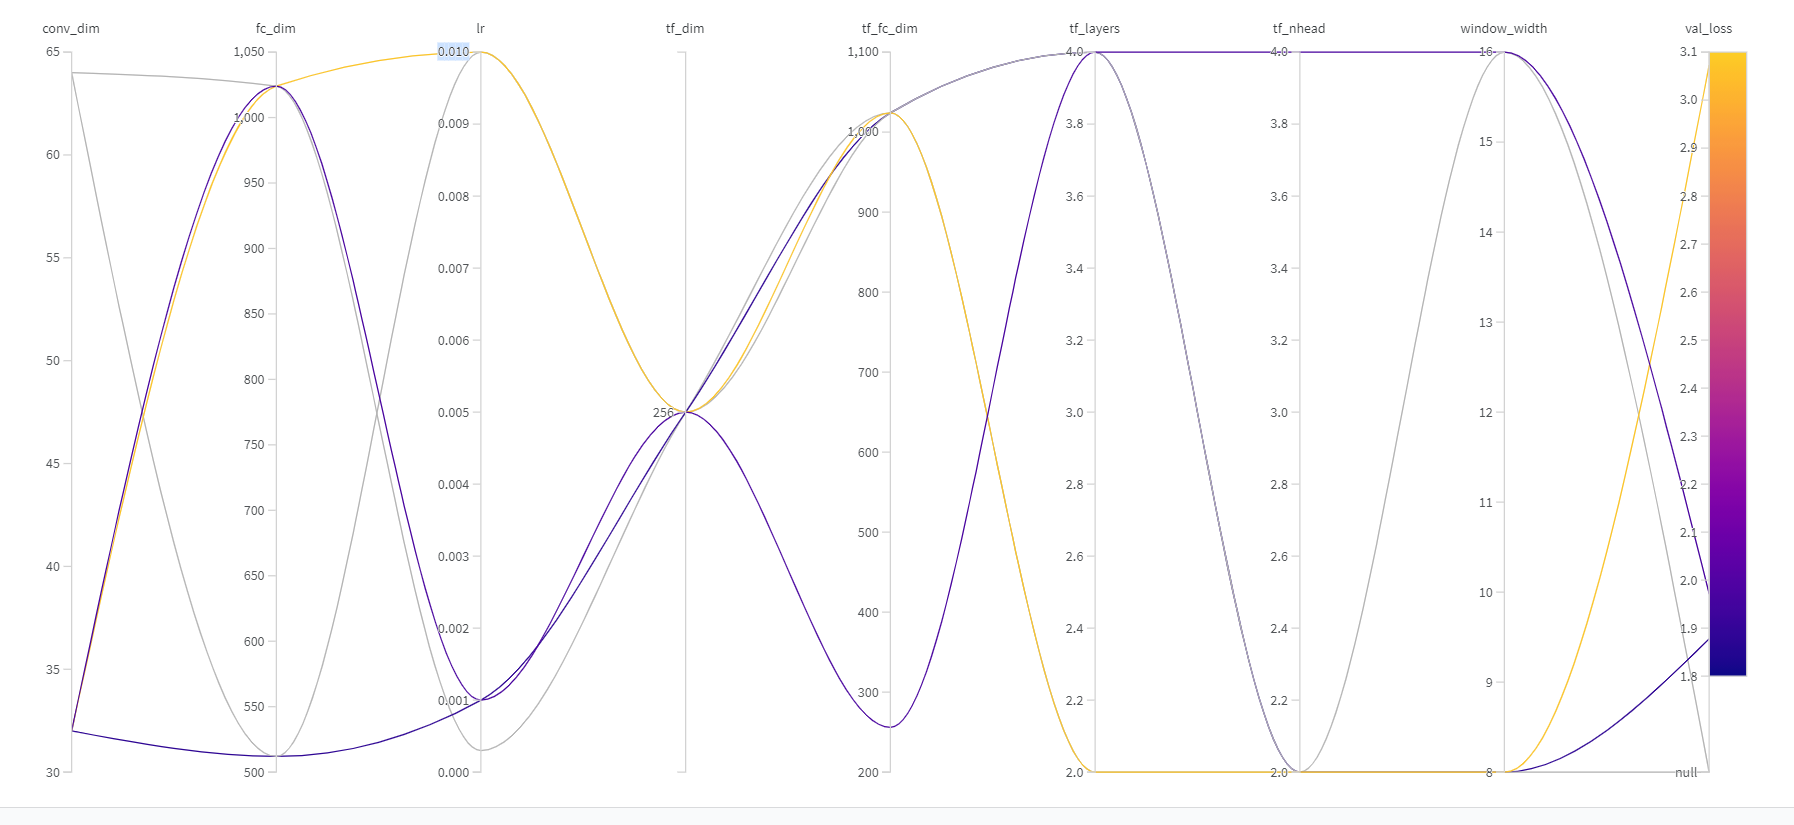 conv_dim fc_dim lr tf_dim tf_fc_dim tf_layers tf_nhead window_width val_loss
65 1,050 0.010 1,100 4.0 4.0 16 3.1
3.0
1,000 0.009 1,000 3.8 3.8
60 15 2.9
950
0.008 900 3.6 3.6 2.8
14
55 900 2.7
0.007 800 3.4 3.4
850 2.6
50 0.006 700 3.2 3.2 13 2.5
800
2.4
256 0.005 3.0 3.0 12
45 750 600 2.3
700 0.004 500 2.8 2.8 11 2.2
40 0.003 2.6 2.6 2.1
650 10 2.0
400
600 0.002 2.4 2.4 1.9
35 550 0.001 300 2.2 2.2 9 1.8
30 500 0.000 200 2.0 2.0 8 null